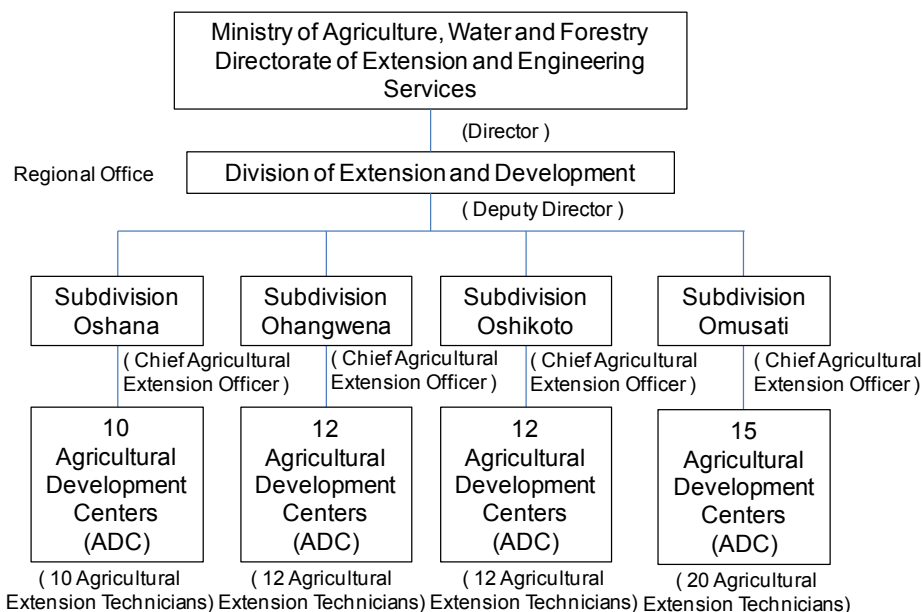 Ministry of Agriculture, Water and Forestry
Directorate of Extension and Engineering
Services
(Director )
Regional Office
Division of Extension and Development
( Deputy Director )
Subdivision
Oshana
Subdivision
Ohangwena
Subdivision
Oshikoto
Subdivision
Omusati
( Chief Agricultural
Extension Officer )
( Chief Agricultural
Extension Officer )
( Chief Agricultural
Extension Officer )
( Chief Agricultural
Extension Officer )
10
Agricultural
Development
Centers
(ADC)
12
Agricultural
Development
Centers
(ADC)
12
Agricultural
Development
Centers
(ADC)
15
Agricultural
Development
Centers
(ADC)
( 10 Agricultural
Extension Technicians)
( 12 Agricultural
Extension Technicians)
( 12 Agricultural
Extension Technicians)
( 20 Agricultural
Extension Technicians)